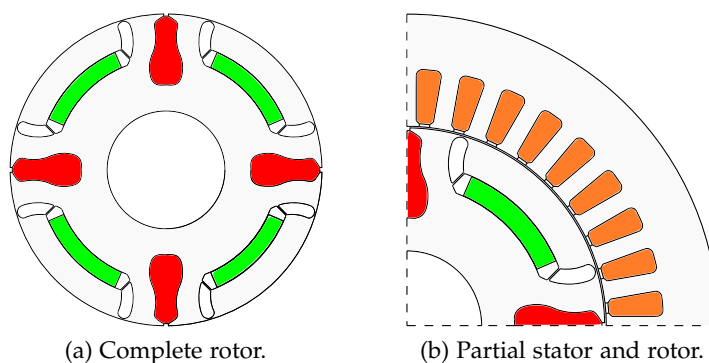 (a) Complete rotor.
(b) Partial stator and rotor.